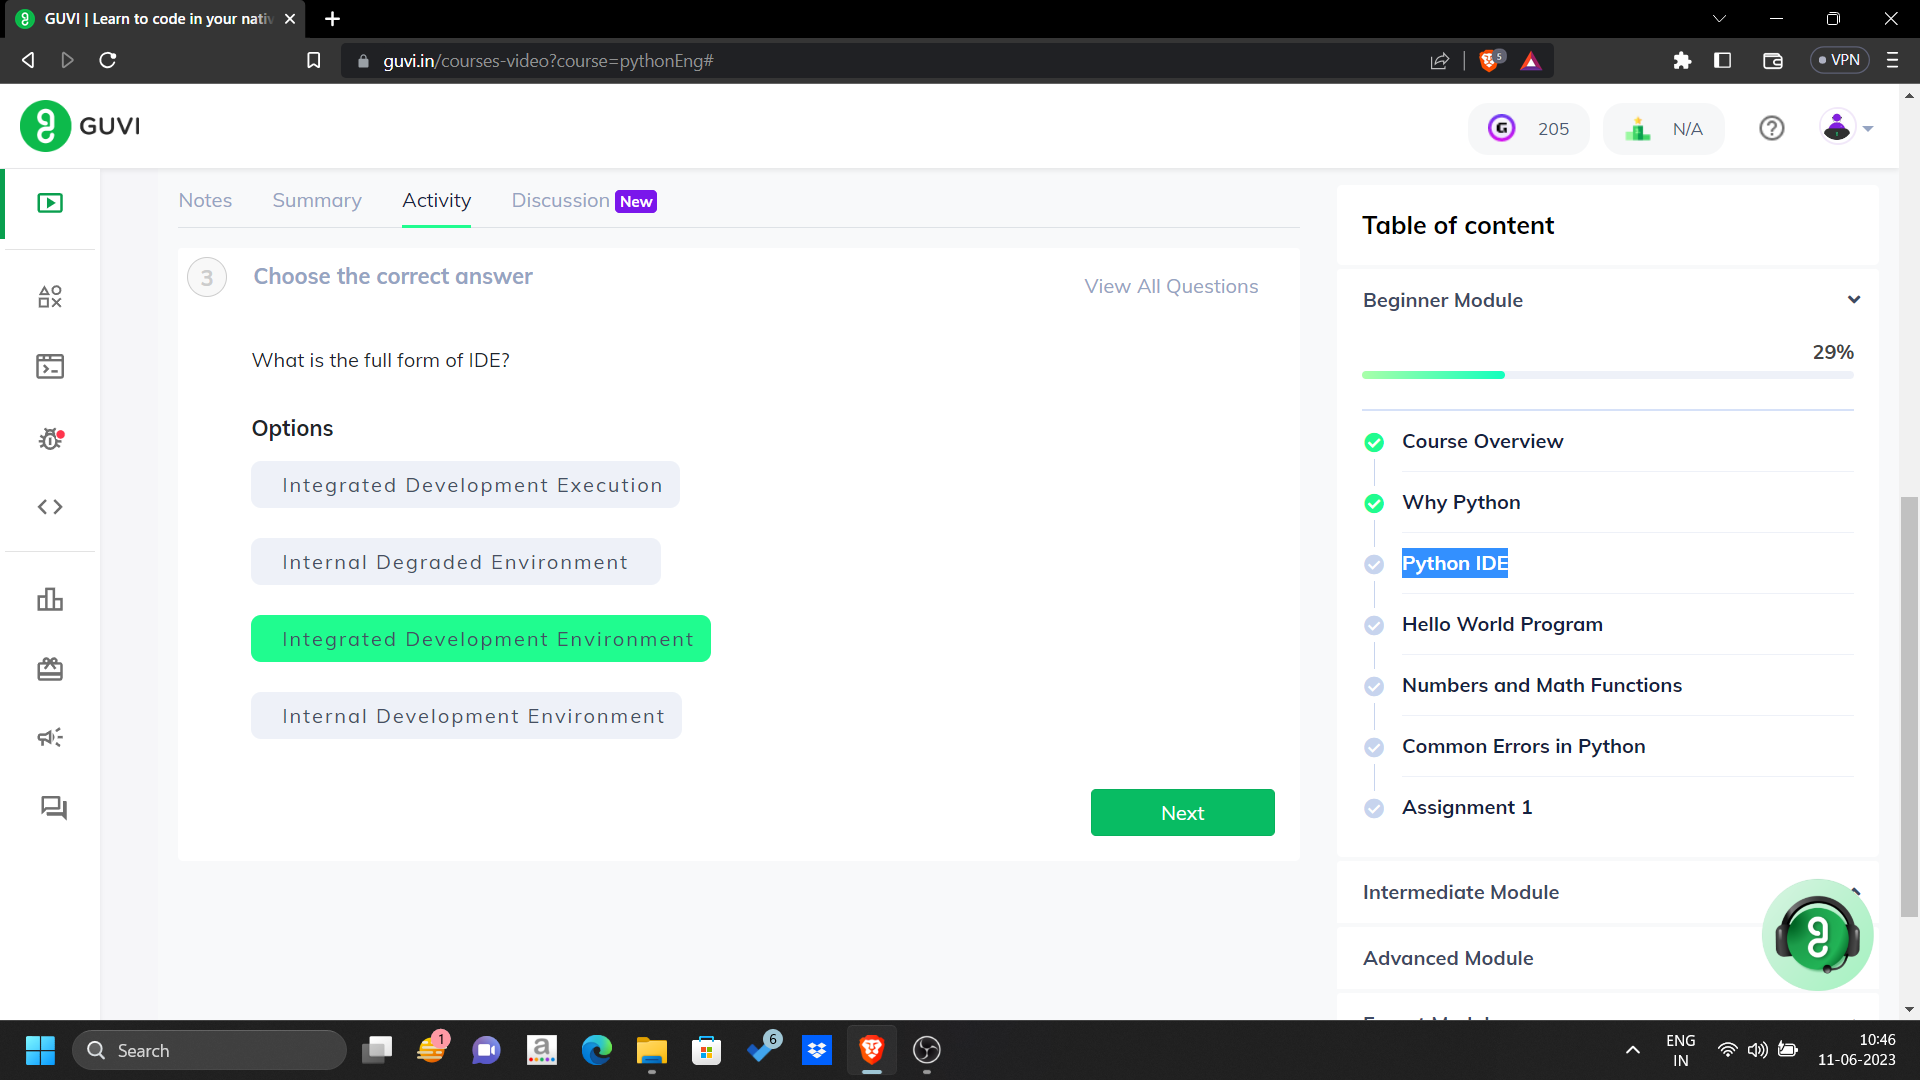 GUVI | Learn to code in your nati
guvi.in/courses-video?course=pythonEng#
5
VPN
GUVI
205
N/A
Notes
Summary
Activity
Discussion New
3
Choose the correct answer
View All Questions
What is the full form of IDE?
Options
Integrated Development Execution
Internal Degraded Environment
Integrated Development Environment
Internal Development Environment
Next
Table of content
Beginner Module
29%
Course Overview
Why Python
Python IDE
Hello World Program
Numbers and Math Functions
Common Errors in Python
Assignment 1
Intermediate Module
Advanced Module
Search
1
a
6
ENG
IN
10:46
11-06-2023